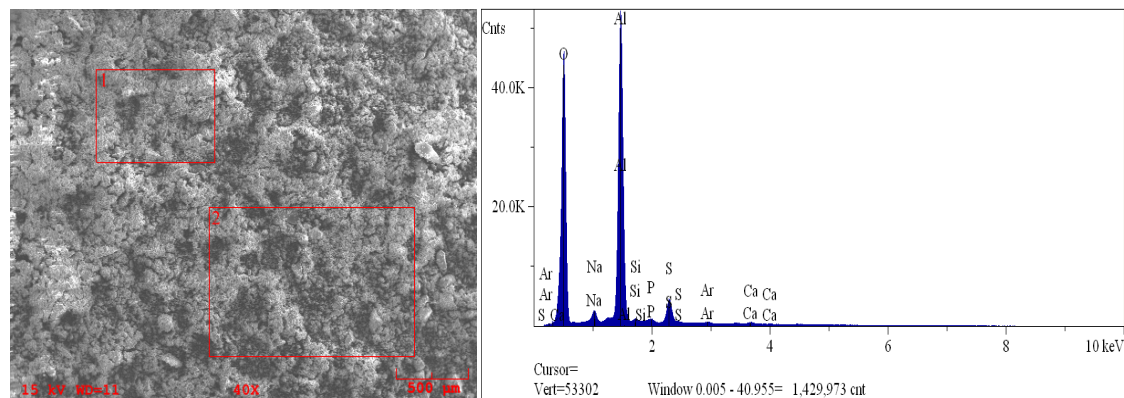 1
2
15 kV WD=11 40X 500 μm
Cnts
40.0K
20.0K
O
Al
Al
Ar
Ar
S
Na
Na
Si
Si
Si
P
P
S
S
S
Ar
Ar
Ca
Ca
Ca
Ca
2 4 6 8 10 keV
Cursor=
Vert=53302 Window 0.005 - 40.955= 1,429,973 cnt